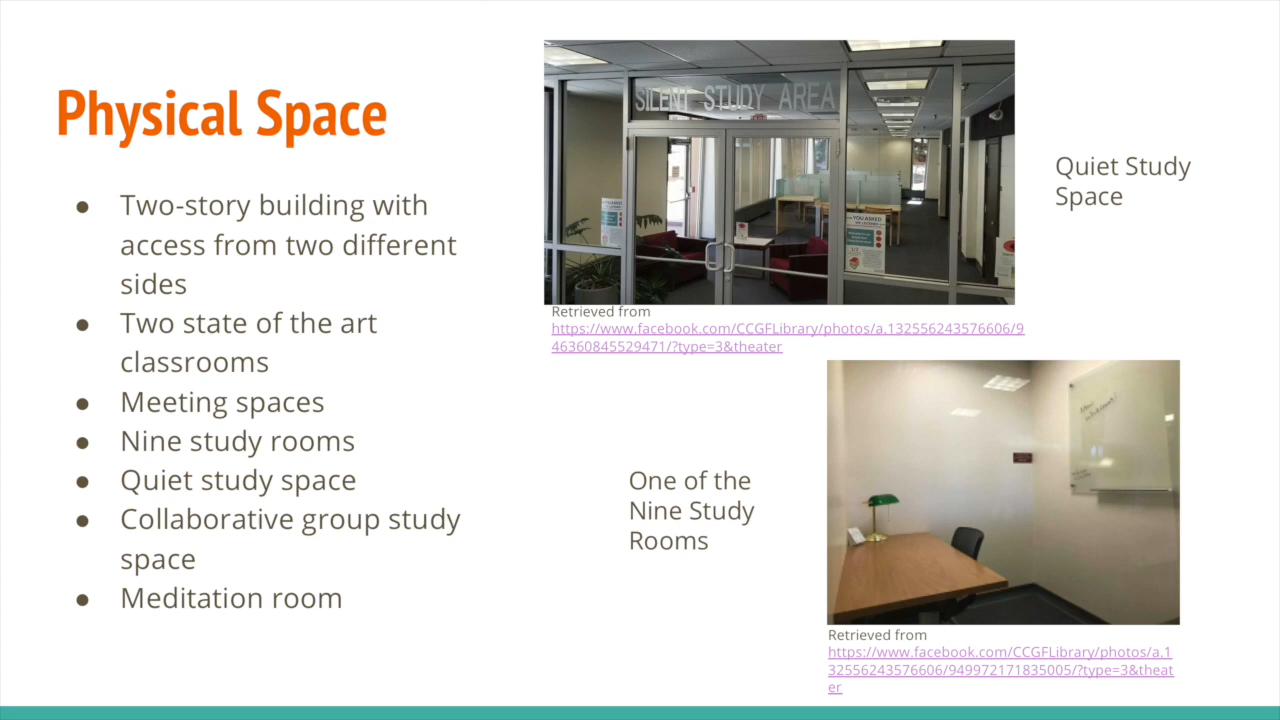 Physical Space
● Two-story building with
access from two different
sides
● Two state of the art
classrooms
● Meeting spaces
● Nine study rooms
● Quiet study space
● Collaborative group study
space
● Meditation room
SILENT STUDY AREA
YOU ASKED
Quiet Study
Space
Retrieved from
https://www.facebook.com/CCGFLibrary/photos/a.132556243576606/9
46360845529471/?type=3&theater
One of the
Nine Study
Rooms
Retrieved from
https://www.facebook.com/CCGFLibrary/photos/a.1
32556243576606/949972171835005/?type=3&theat
er